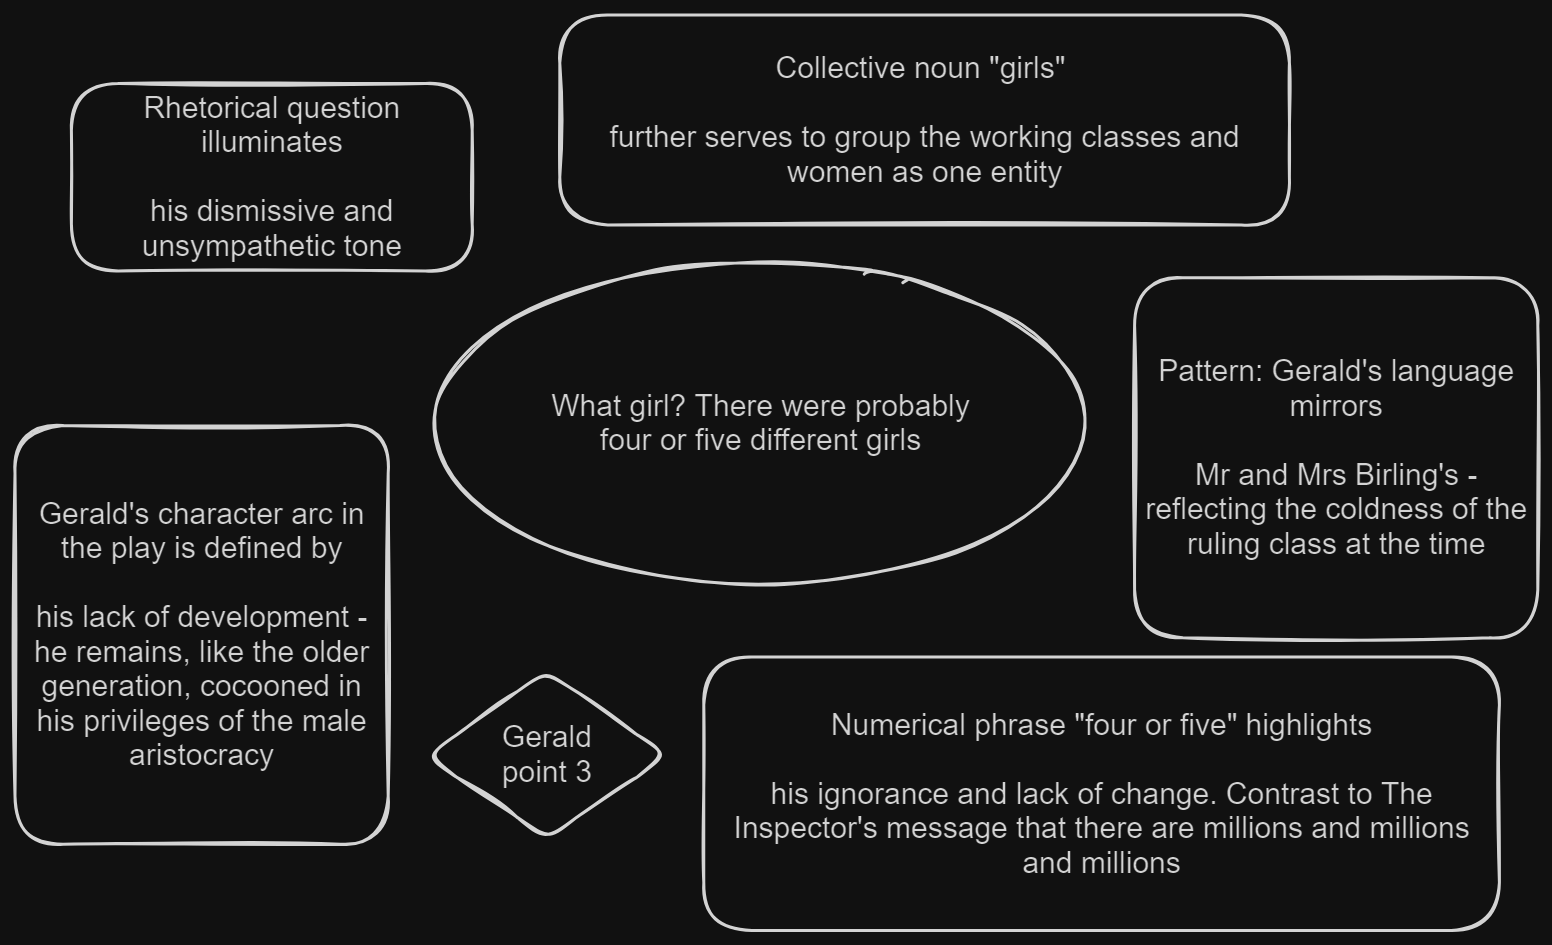 Collective noun "girls"
further serves to group the working classes and
women as one entity
Rhetorical question
illuminates
his dismissive and
unsympathetic tone
What girl? There were probably
four or five different girls
Pattern: Gerald's language
mirrors
Mr and Mrs Birling's -
reflecting the coldness of the
ruling class at the time
Gerald's character arc in
the play is defined by
his lack of development -
he remains, like the older
generation, cocooned in
his privileges of the male
aristocracy
Gerald
point 3
Numerical phrase "four or five" highlights
his ignorance and lack of change. Contrast to The
Inspector's message that there are millions and millions
and millions